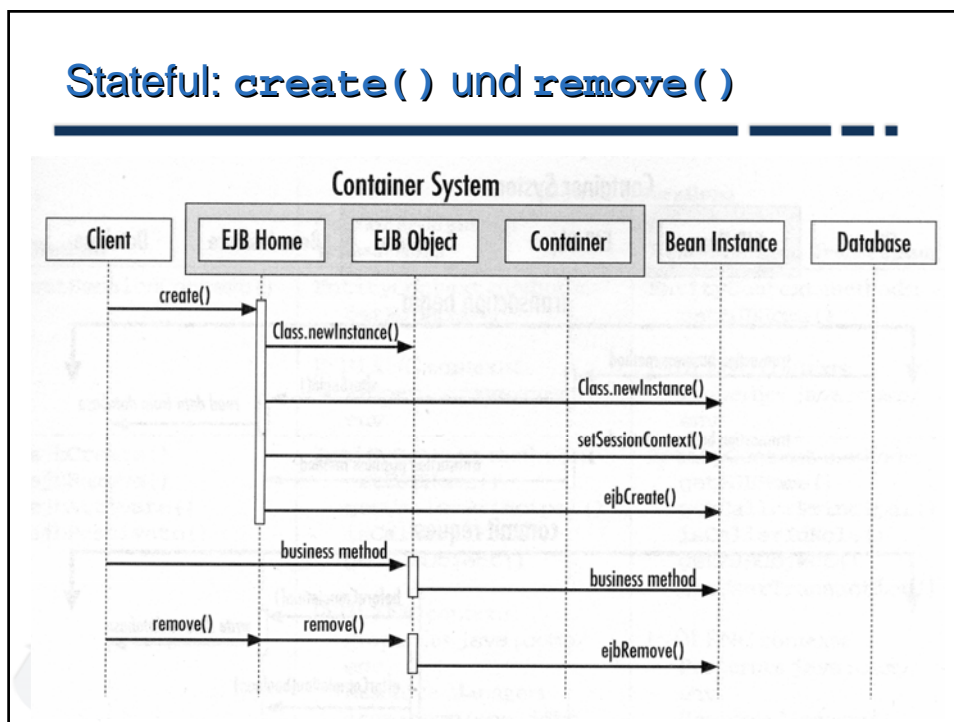 Stateful: create() und remove()
Container System
Client
EJB Home
EJB Object
Container
Bean Instance
Database
create()
Class.newInstance()
Class.newInstance()
setSessionContext()
ejbCreate()
business method
business method
remove()
remove()
ejbRemove()